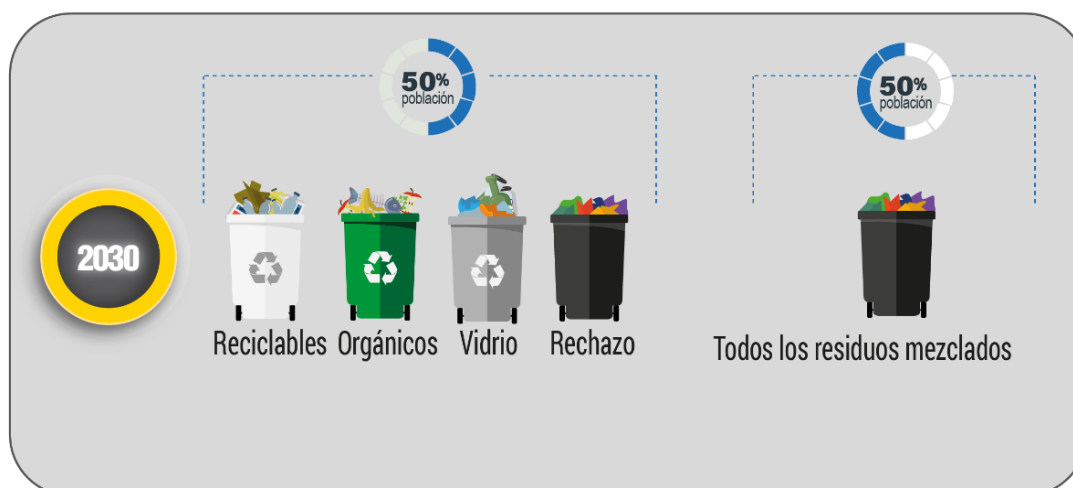 50%
población
50%
población
2030
Reciclables
Orgánicos
Vidrio
Rechazo
Todos los residuos mezclados